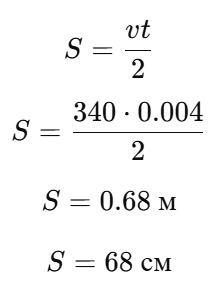 S = vt/2
S = 340 · 0.004/2
S = 0.68 м
S = 68 см